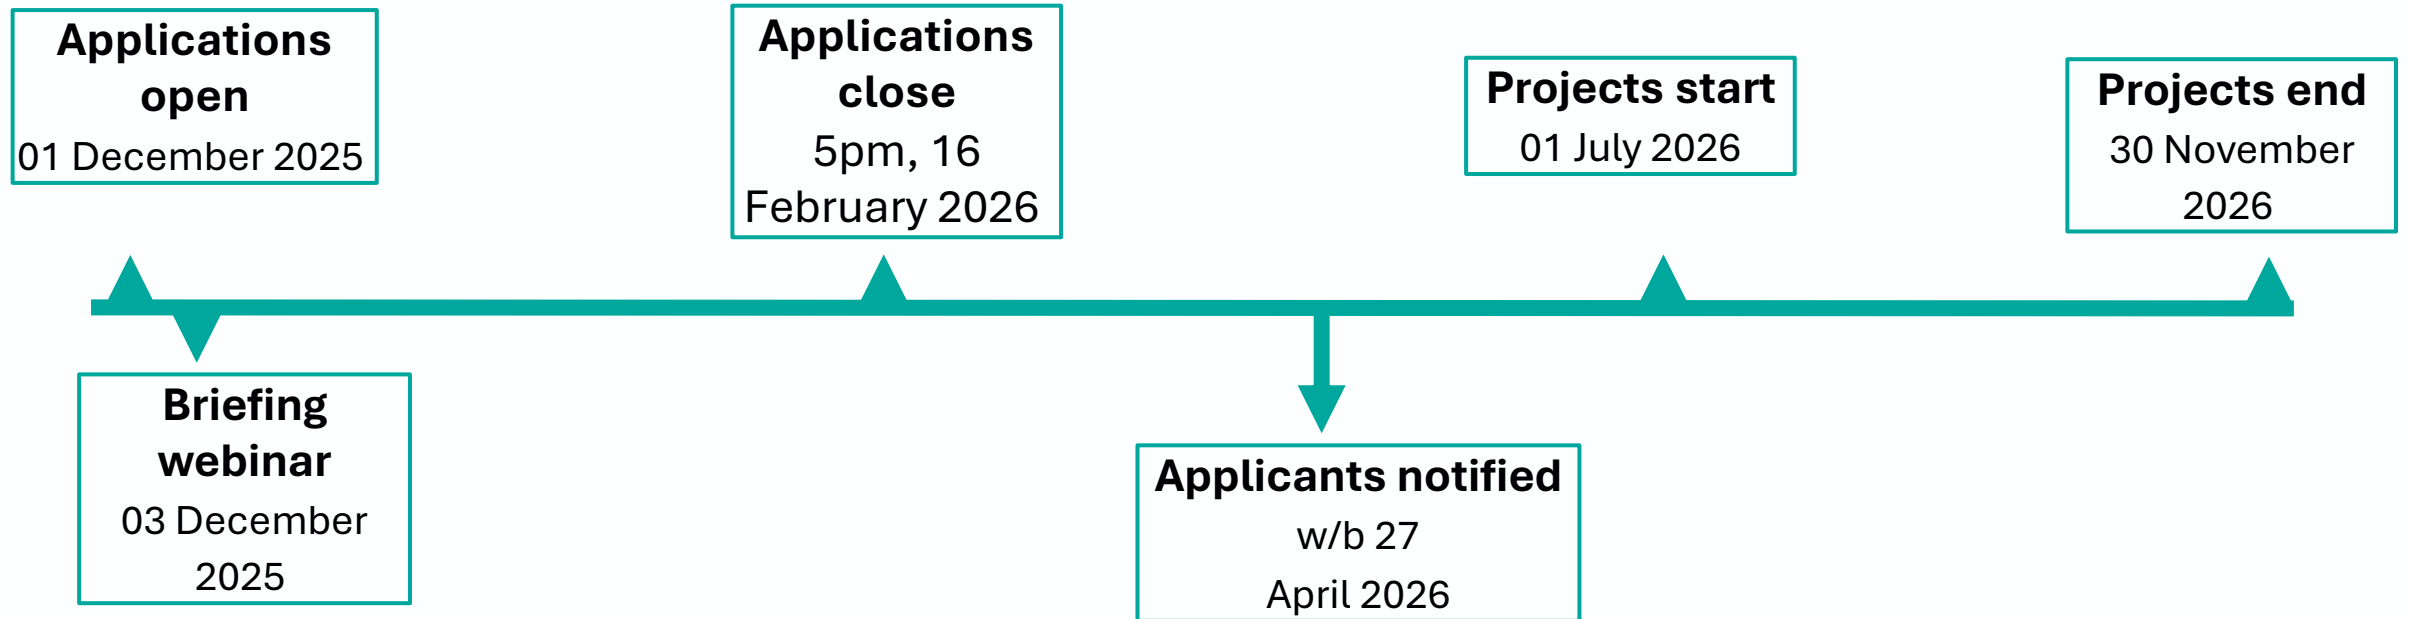 Applications
open
01 December 2025
Applications
close
5pm, 16
February 2026
Projects start
01 July 2026
Projects end
30 November
2026
Briefing
webinar
03 December
2025
Applicants notified
w/b 27
April 2026